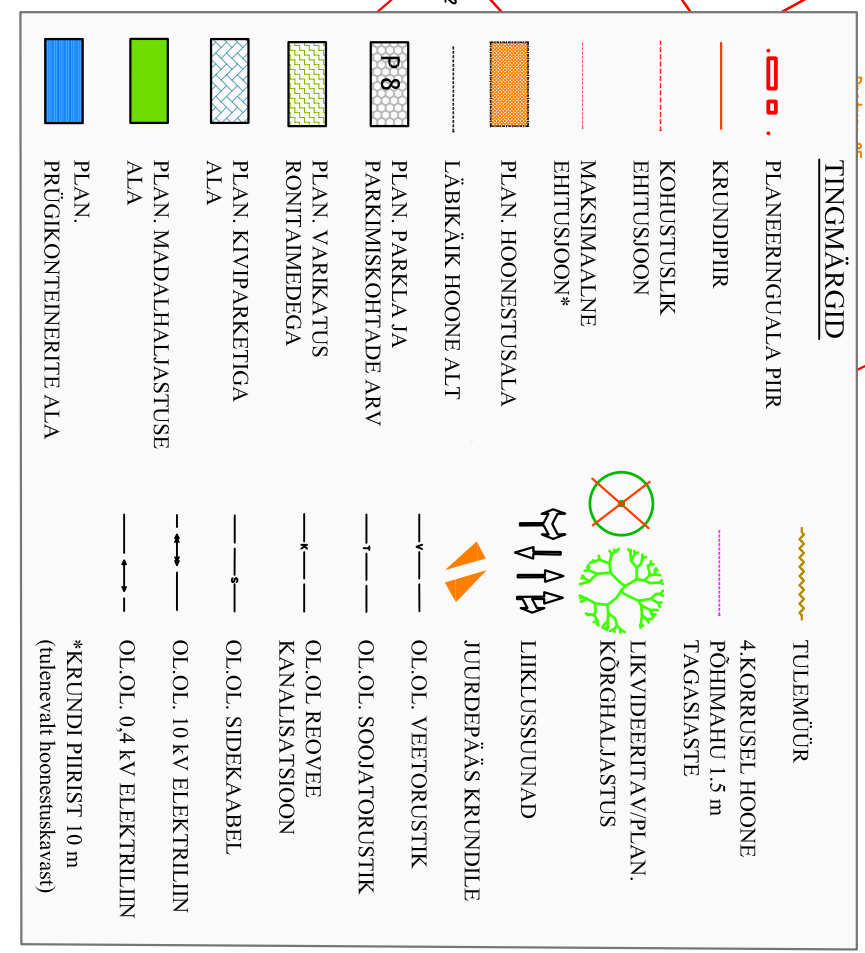 TINGMÄRGID
PLANEERINGUALA PIIR
KRUNDIPIIR
KOHUSTUSLIK
EHITUSJOON
MAKSIMAALNE
EHITUSJOON*
PLAN. HOONESTUSALA
LÄBIKÄIK HOONE ALT
P 8
PLAN. PARKLA JA
PARKIMISKOHTADE ARV
PLAN. VARIKATUS
RONITAIMEDEGA
PLAN. KIVIPARKETIGA
ALA
PLAN. MADALHALJASTUSE
ALA
PLAN.
PRÜGIKONTEINERITE ALA
TULEMÜÜR
4.KORRUSEL HOONE
PÕHIMAHU 1.5 m
TAGASIASTE
LIKVIDEERITAV/PLAN.
KÕRGHALJASTUS
LIIKLUSSUUNAD
JUURDEPÄÄS KRUNDILE
V
OL.OL. VEETORUSTIK
T
OL.OL. SOOJATORUSTIK
K
OL.OL REOVEE
KANALISATSIOON
S
OL.OL. SIDEKAABEL
OL.OL. 10 kV ELEKTRILIIN
OL.OL. 0,4 kV ELEKTRILIIN
*KRUNDI PIIRIST 10 m
(tulenevalt hoonestuskavast)